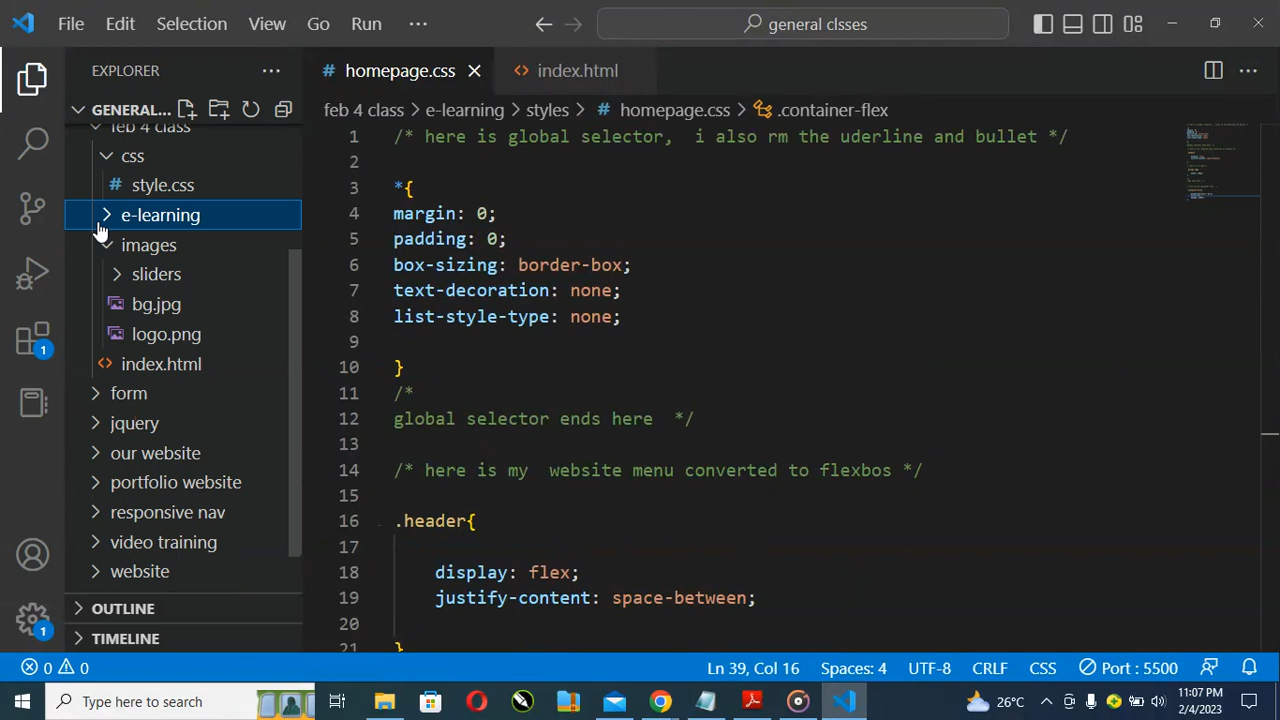 File Edit Selection View Go Run ··· general clsses
EXPLORER ···
GENERAL...
feb 4 class
css
# style.css
e-learning
images
sliders
bg.jpg
logo.png
<> index.html
form
jquery
our website
portfolio website
responsive nav
video training
website
OUTLINE
TIMELINE
1
1
# homepage.css × <> index.html
feb 4 class > e-learning > styles > # homepage.css > .container-flex
1 /* here is global selector,  i also rm the uderline and bullet */
2
3 *{
4 margin: 0;
5 padding: 0;
6 box-sizing: border-box;
7 text-decoration: none;
8 list-style-type: none;
9
10 }
11 /*
12 global selector ends here  */
13
14 /* here is my  website menu converted to flexbos */
15
16 .header{
17
18 display: flex;
19 justify-content: space-between;
20
21 }
0 0 Ln 39, Col 16 Spaces: 4 UTF-8 CRLF CSS Port : 5500
Type here to search 26°C 11:07 PM
2/4/2023